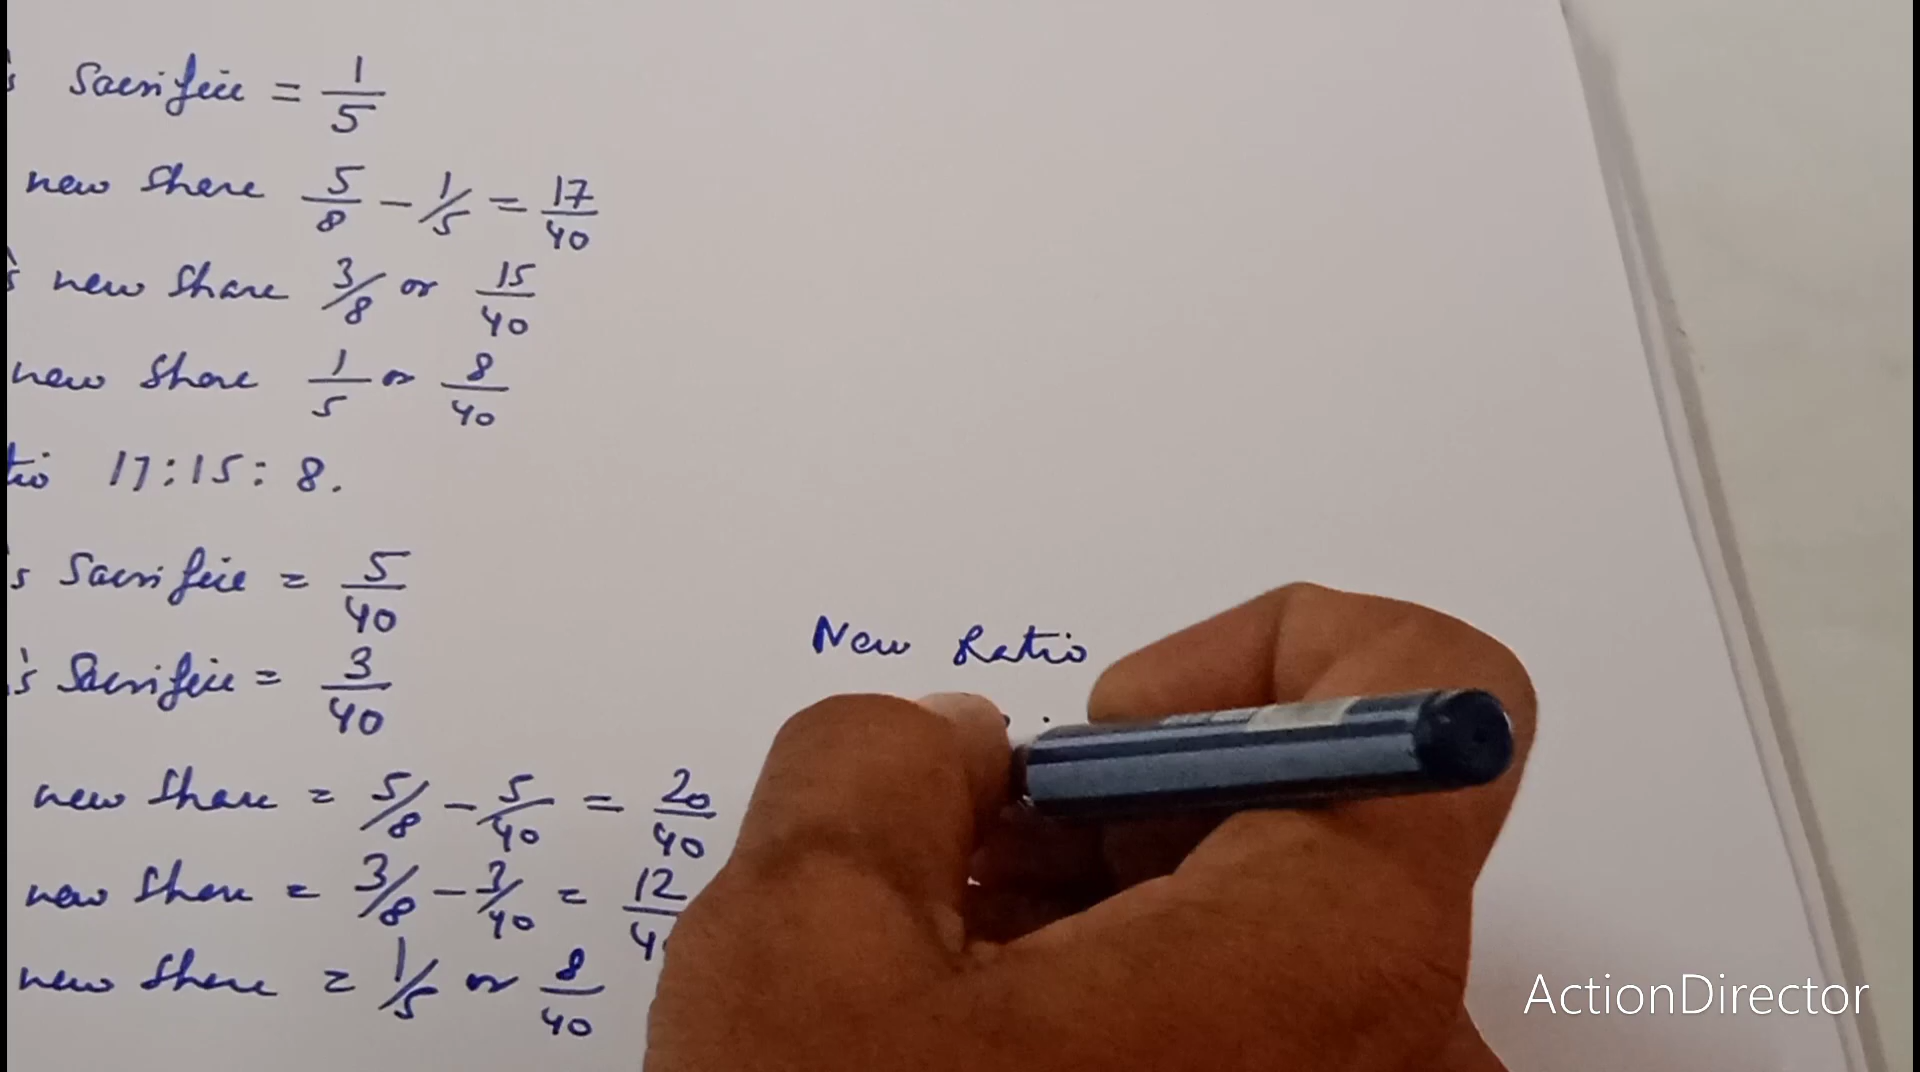 's Sacrifice = 1/5
new share 5/8 - 1/5 = 17/40
's new share 3/8 or 15/40
new share 1/5 or 8/40
tio 17:15:8.
s Sacrifice = 5/40
's Sacrifice = 3/40
new share = 5/8 - 5/40 = 20/40
new share = 3/8 - 3/40 = 12/4
new share = 1/5 or 8/40
New Ratio
ActionDirector